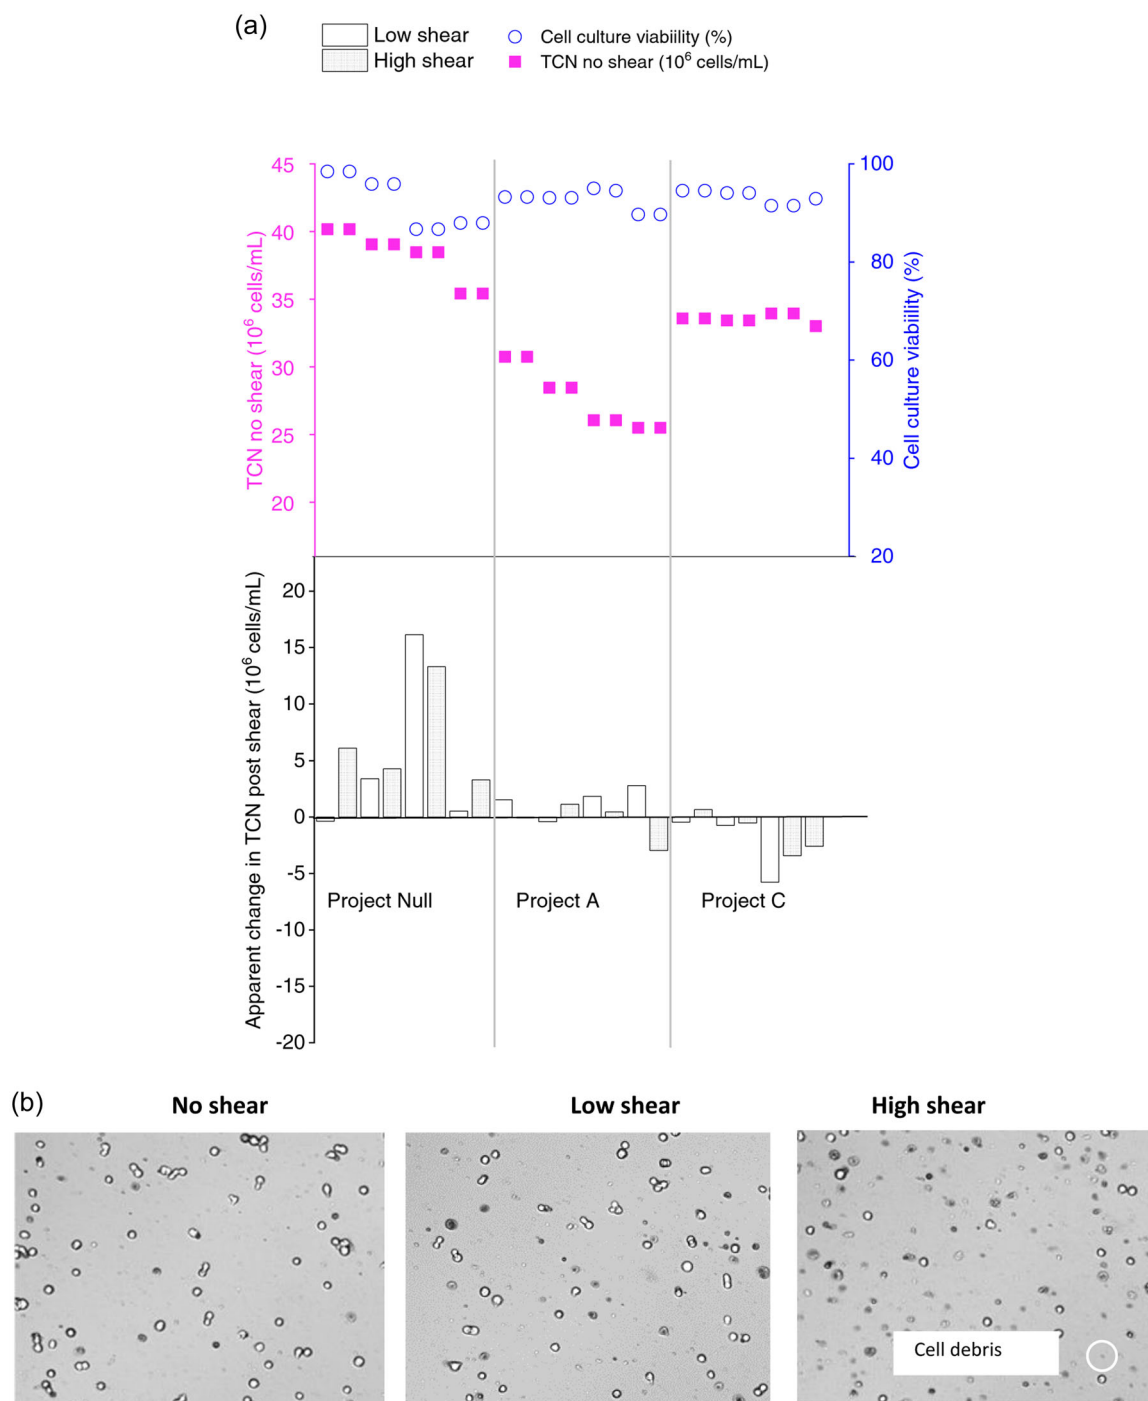 (a)
Low shear
High shear
Cell culture viabiility (%)
TCN no shear (10⁶ cells/mL)
45
40
35
30
25
20
TCN no shear (10⁶ cells/mL)
100
80
60
40
20
Cell culture viabiility (%)
20
15
10
5
0
-5
-10
-15
-20
Apparent change in TCN post shear (10⁶ cells/mL)
Project Null
Project A
Project C
(b)
No shear
Low shear
High shear
Cell debris